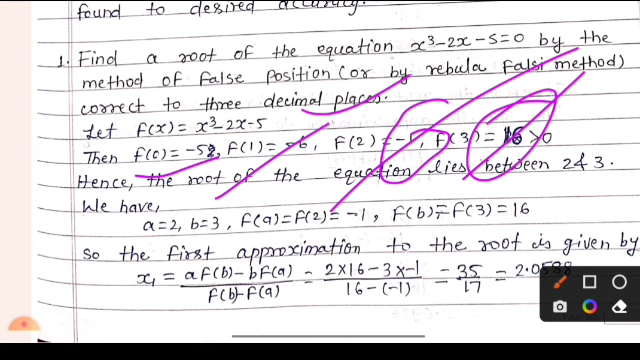 found to desired accuracy.
1. Find a root of the equation x³-2x-5=0 by the
method of False Position (or by rebula Falsi method)
correct to three decimal places.
Let F(x) = x³-2x-5
Then F(0) = -5, F(1) = -6, F(2) = -1, F(3) = 16 >0
Hence, the root of the equation lies between 2 & 3.
We have,
a=2, b=3, F(a)=F(2)= -1, F(b)=F(3) = 16
So the first approximation to the root is given by
x₁ = aF(b)-bF(a) / F(b)-F(a) = 2×16-3×-1 / 16-(-1) = 35/17 = 2.0588